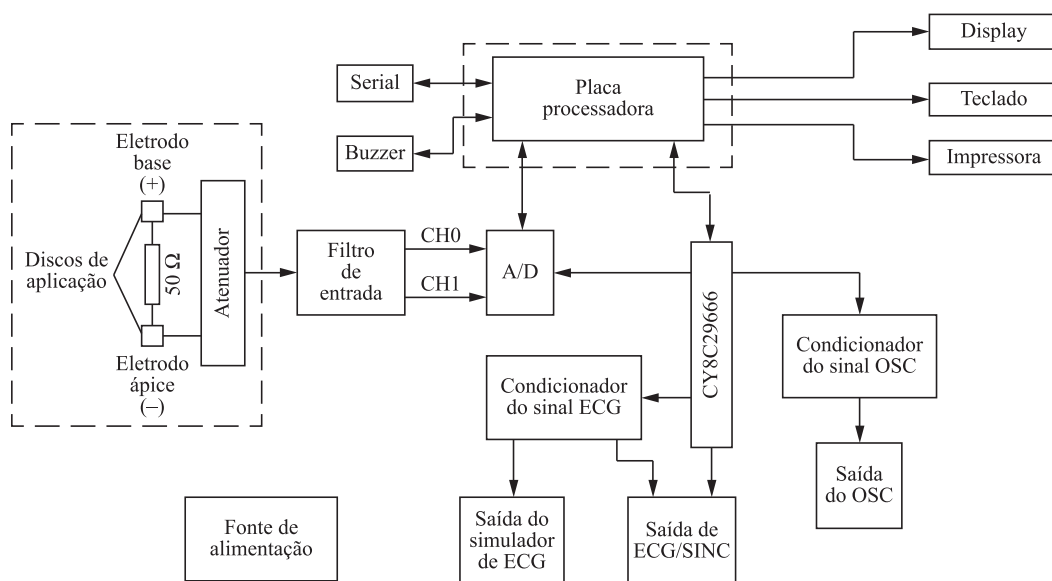 Display
Serial
Placa
processadora
Teclado
Buzzer
Impressora
Eletrodo
base
(+)
Discos de
aplicação
50 Ω
Atenuador
Filtro
de
entrada
CH0
CH1
A/D
CY8C29666
Eletrodo
ápice
(–)
Condicionador
do sinal OSC
Condicionador
do sinal ECG
Saída
do OSC
Fonte de
alimentação
Saída do
simulador
de ECG
Saída de
ECG/SINC